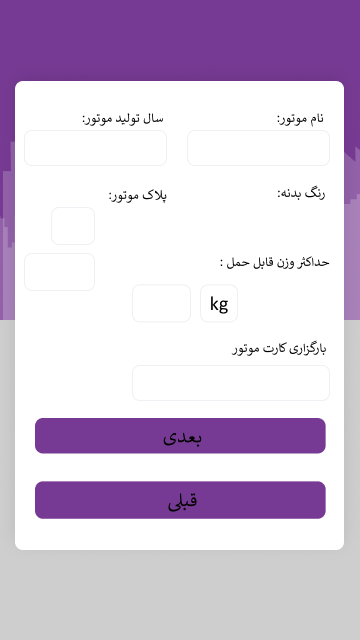 نام موتور:
سال تولید موتور:
رنگ بدنه:
پلاک موتور:
حداکثر وزن قابل حمل :
kg
بارگزاری کارت موتور
بعدی
قبلی